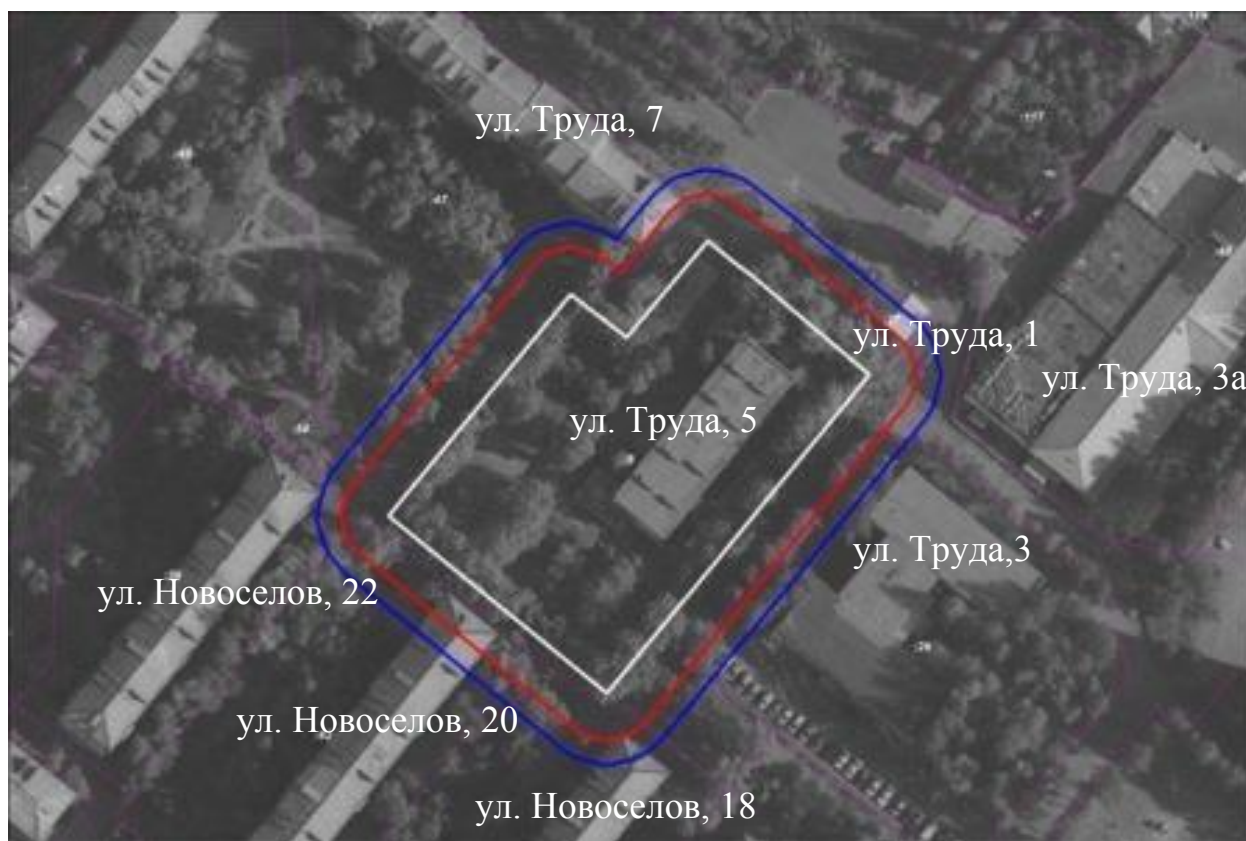 ул. Труда, 7
ул. Труда, 1
ул. Труда, 3а
ул. Труда, 5
ул. Труда,3
ул. Новоселов, 22
ул. Новоселов, 20
ул. Новоселов, 18